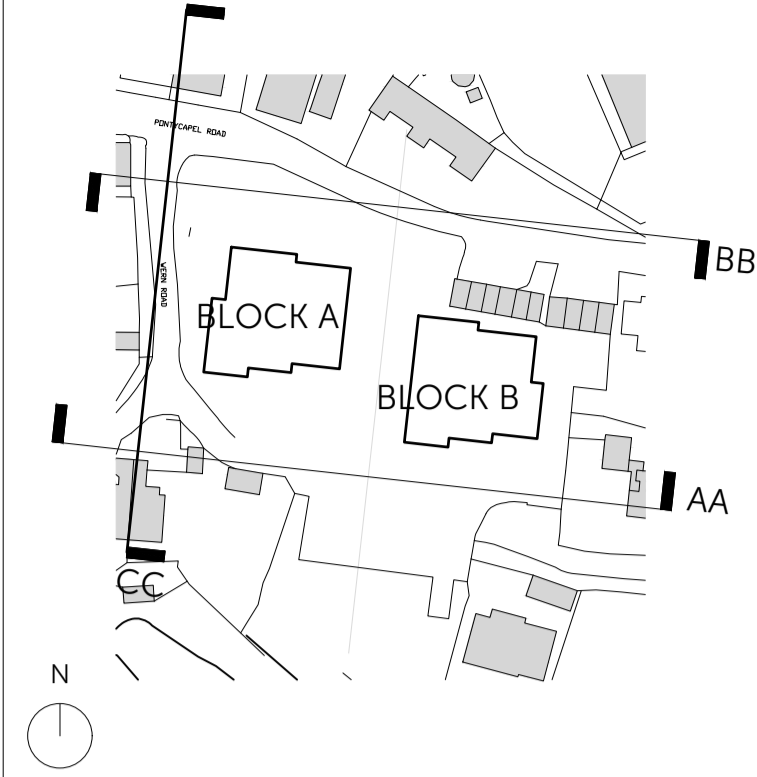 PONTYCAPEL ROAD
BB
VERN ROAD
BLOCK A
BLOCK B
AA
CC
N